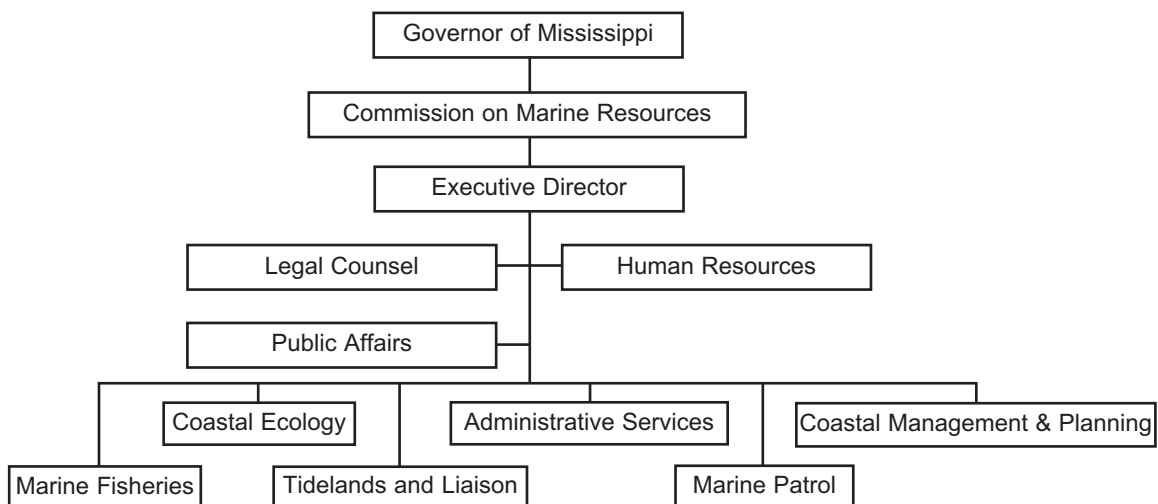 Governor of Mississippi
Commission on Marine Resources
Executive Director
Legal Counsel
Human Resources
Public Affairs
Coastal Ecology
Administrative Services
Coastal Management & Planning
Marine Fisheries
Tidelands and Liaison
Marine Patrol